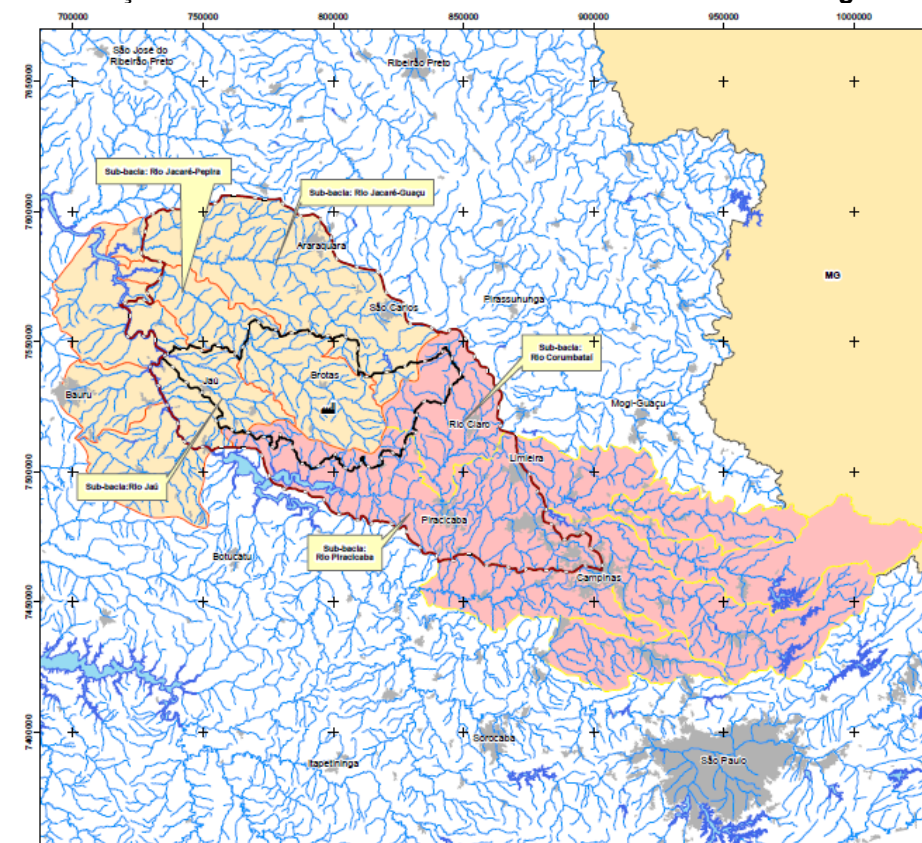 700000 750000 800000 850000 900000 950000 1000000
7650000
7600000
7550000
7500000
7450000
7400000
São José do
Ribeirão Preto
Ribeirão Preto
Sub-bacia: Rio Jacaré-Pepira
Sub-bacia: Rio Jacaré-Guaçu
Araraquara
MG
São Carlos
Pirassununga
Sub-bacia:
Rio Corumbataí
Jaú
Brotas
Bauru
Mogi-Guaçu
Rio Claro
Limieira
Sub-bacia:Rio Jaú
Piracicaba
Sub-bacia:
Rio Piracicaba
Botucatu
Campinas
Sorocaba
Itapetininga
São Paulo